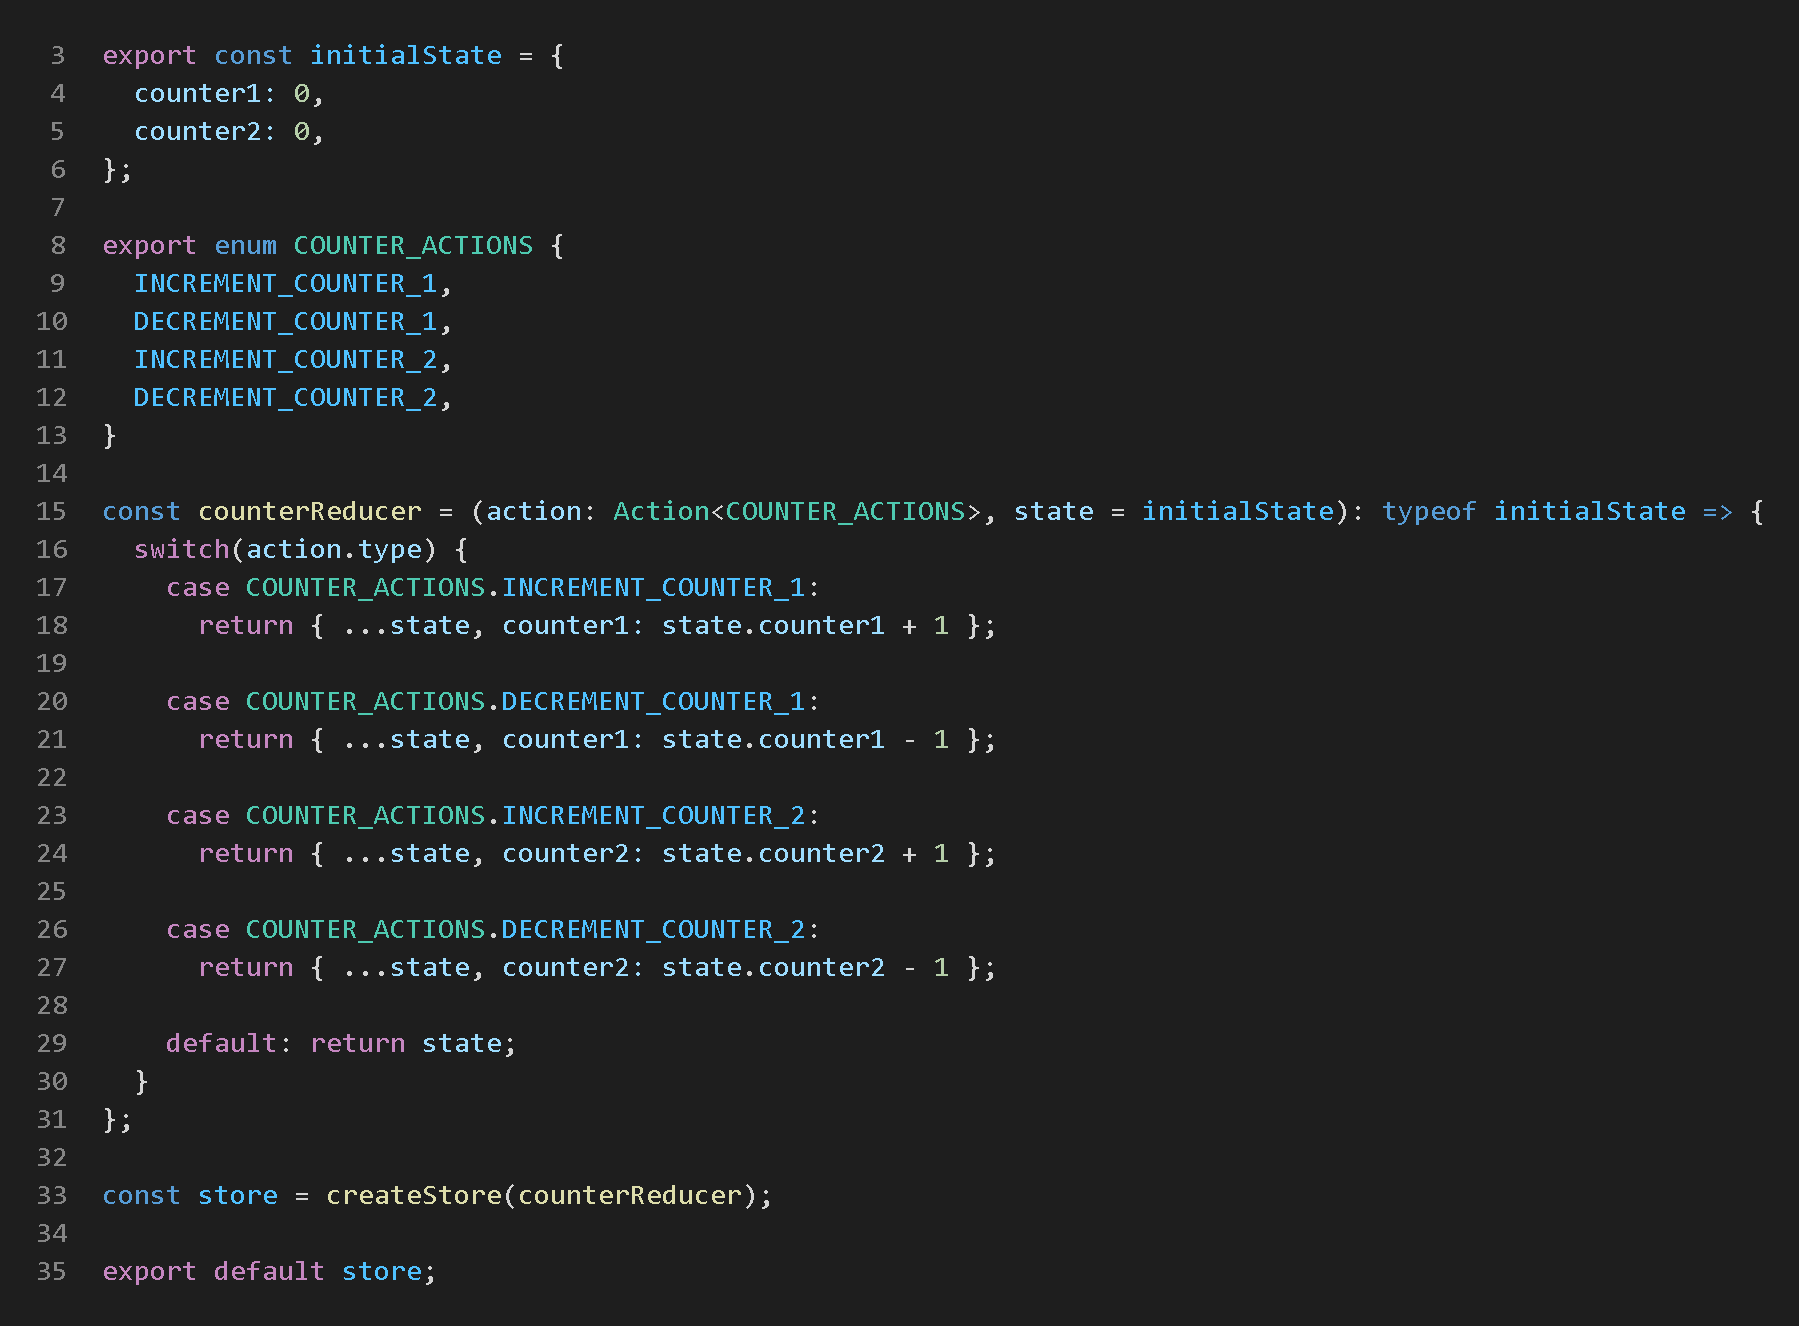 3 export const initialState = {
4   counter1: 0,
5   counter2: 0,
6 };
7
8 export enum COUNTER_ACTIONS {
9   INCREMENT_COUNTER_1,
10   DECREMENT_COUNTER_1,
11   INCREMENT_COUNTER_2,
12   DECREMENT_COUNTER_2,
13 }
14
15 const counterReducer = (action: Action<COUNTER_ACTIONS>, state = initialState): typeof initialState => {
16   switch(action.type) {
17     case COUNTER_ACTIONS.INCREMENT_COUNTER_1:
18       return { ...state, counter1: state.counter1 + 1 };
19
20     case COUNTER_ACTIONS.DECREMENT_COUNTER_1:
21       return { ...state, counter1: state.counter1 - 1 };
22
23     case COUNTER_ACTIONS.INCREMENT_COUNTER_2:
24       return { ...state, counter2: state.counter2 + 1 };
25
26     case COUNTER_ACTIONS.DECREMENT_COUNTER_2:
27       return { ...state, counter2: state.counter2 - 1 };
28
29     default: return state;
30   }
31 };
32
33 const store = createStore(counterReducer);
34
35 export default store;